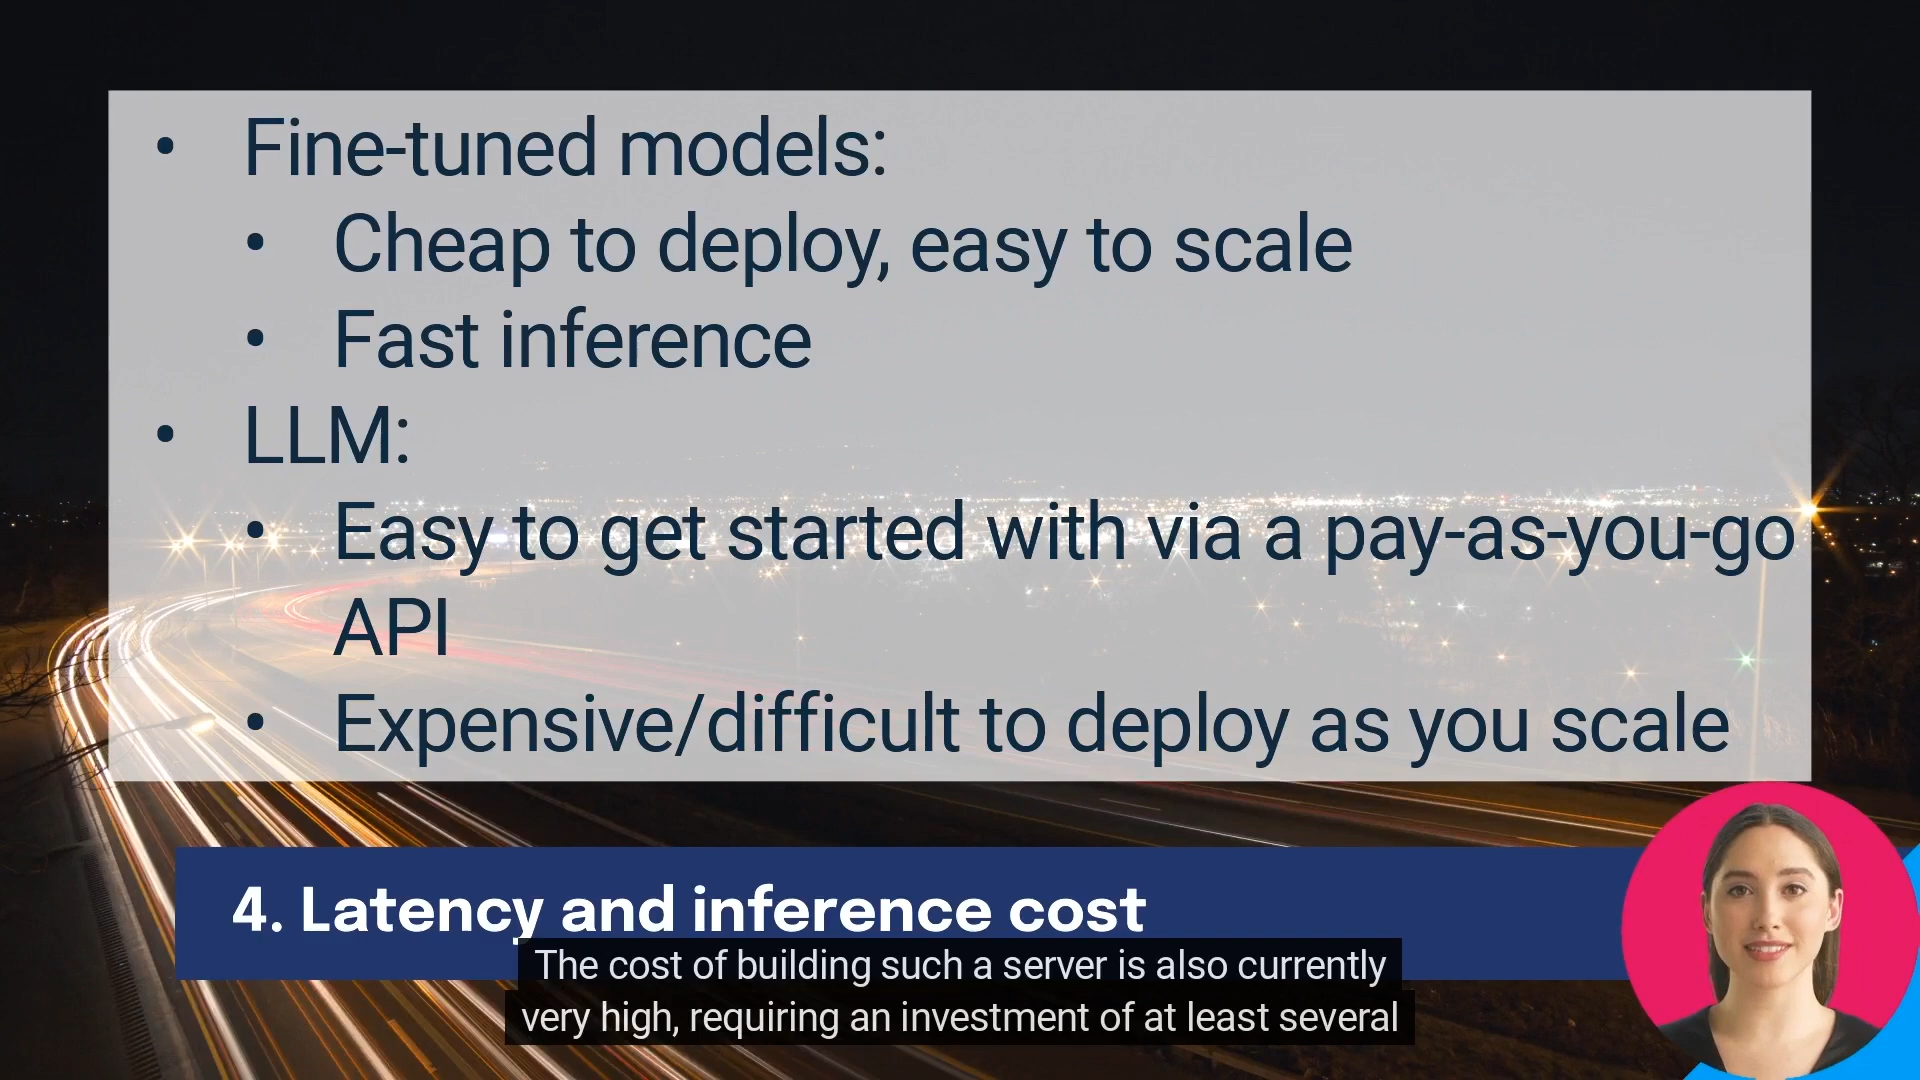 • Fine-tuned models:
• Cheap to deploy, easy to scale
• Fast inference
• LLM:
• Easy to get started with via a pay-as-you-go
API
• Expensive/difficult to deploy as you scale
4. Latency and inference cost
The cost of building such a server is also currently
very high, requiring an investment of at least several